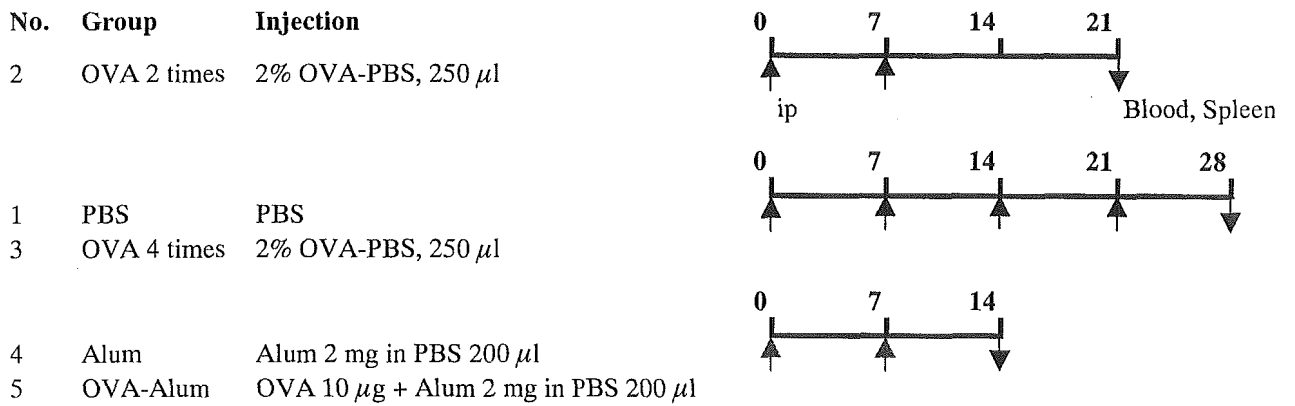 No. Group Injection 0 7 14 21
2 OVA 2 times 2% OVA-PBS, 250 μl
ip Blood, Spleen
0 7 14 21 28
1 PBS PBS
3 OVA 4 times 2% OVA-PBS, 250 μl
0 7 14
4 Alum Alum 2 mg in PBS 200 μl
5 OVA-Alum OVA 10 μg + Alum 2 mg in PBS 200 μl